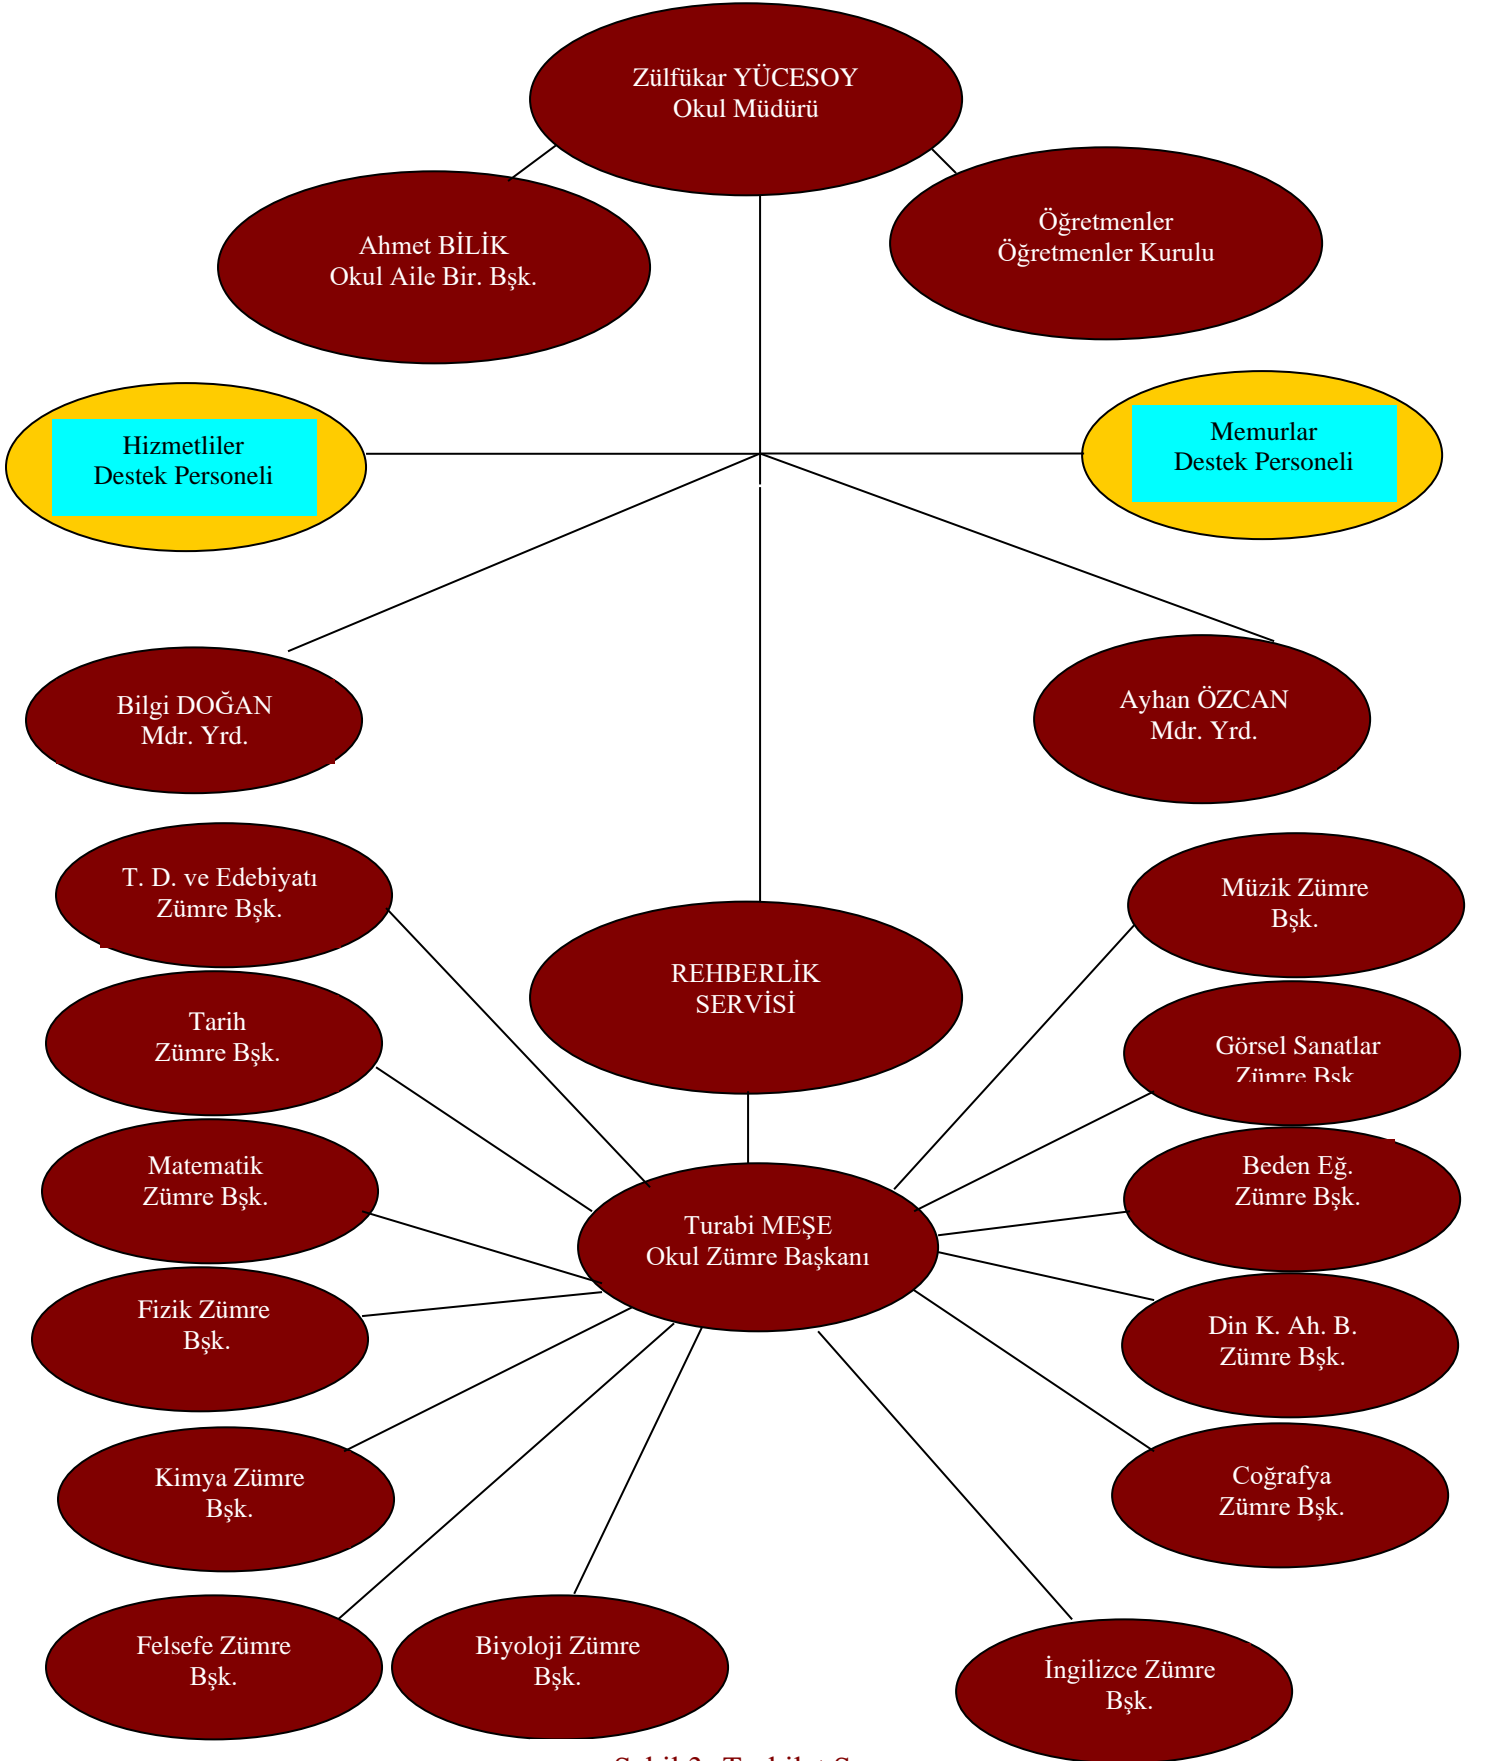 Zülfükar YÜCESOY
Okul Müdürü
Ahmet BİLİK
Okul Aile Bir. Bşk.
Öğretmenler
Öğretmenler Kurulu
Hizmetliler
Destek Personeli
Memurlar
Destek Personeli
Bilgi DOĞAN
Mdr. Yrd.
Ayhan ÖZCAN
Mdr. Yrd.
T. D. ve Edebiyatı
Zümre Bşk.
Müzik Zümre
Bşk.
REHBERLİK
SERVİSİ
Tarih
Zümre Bşk.
Görsel Sanatlar
Zümre Bşk
Matematik
Zümre Bşk.
Beden Eğ.
Zümre Bşk.
Turabi MEŞE
Okul Zümre Başkanı
Fizik Zümre
Bşk.
Din K. Ah. B.
Zümre Bşk.
Kimya Zümre
Bşk.
Coğrafya
Zümre Bşk.
Felsefe Zümre
Bşk.
Biyoloji Zümre
Bşk.
İngilizce Zümre
Bşk.